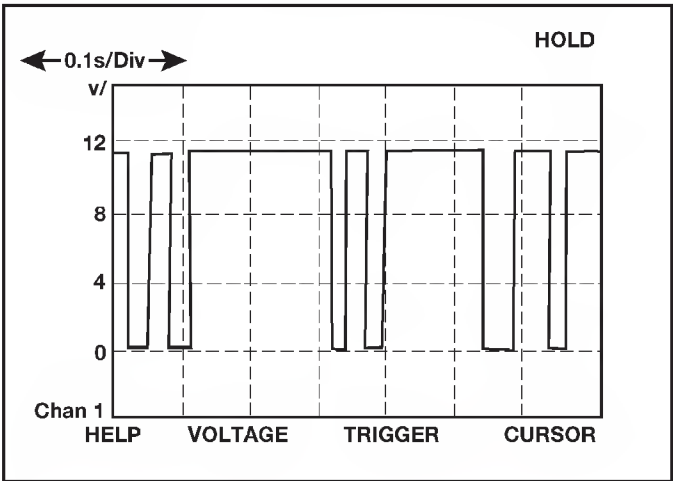 HOLD
0.1s/Div
v/
12
8
4
0
Chan 1
HELP VOLTAGE TRIGGER CURSOR